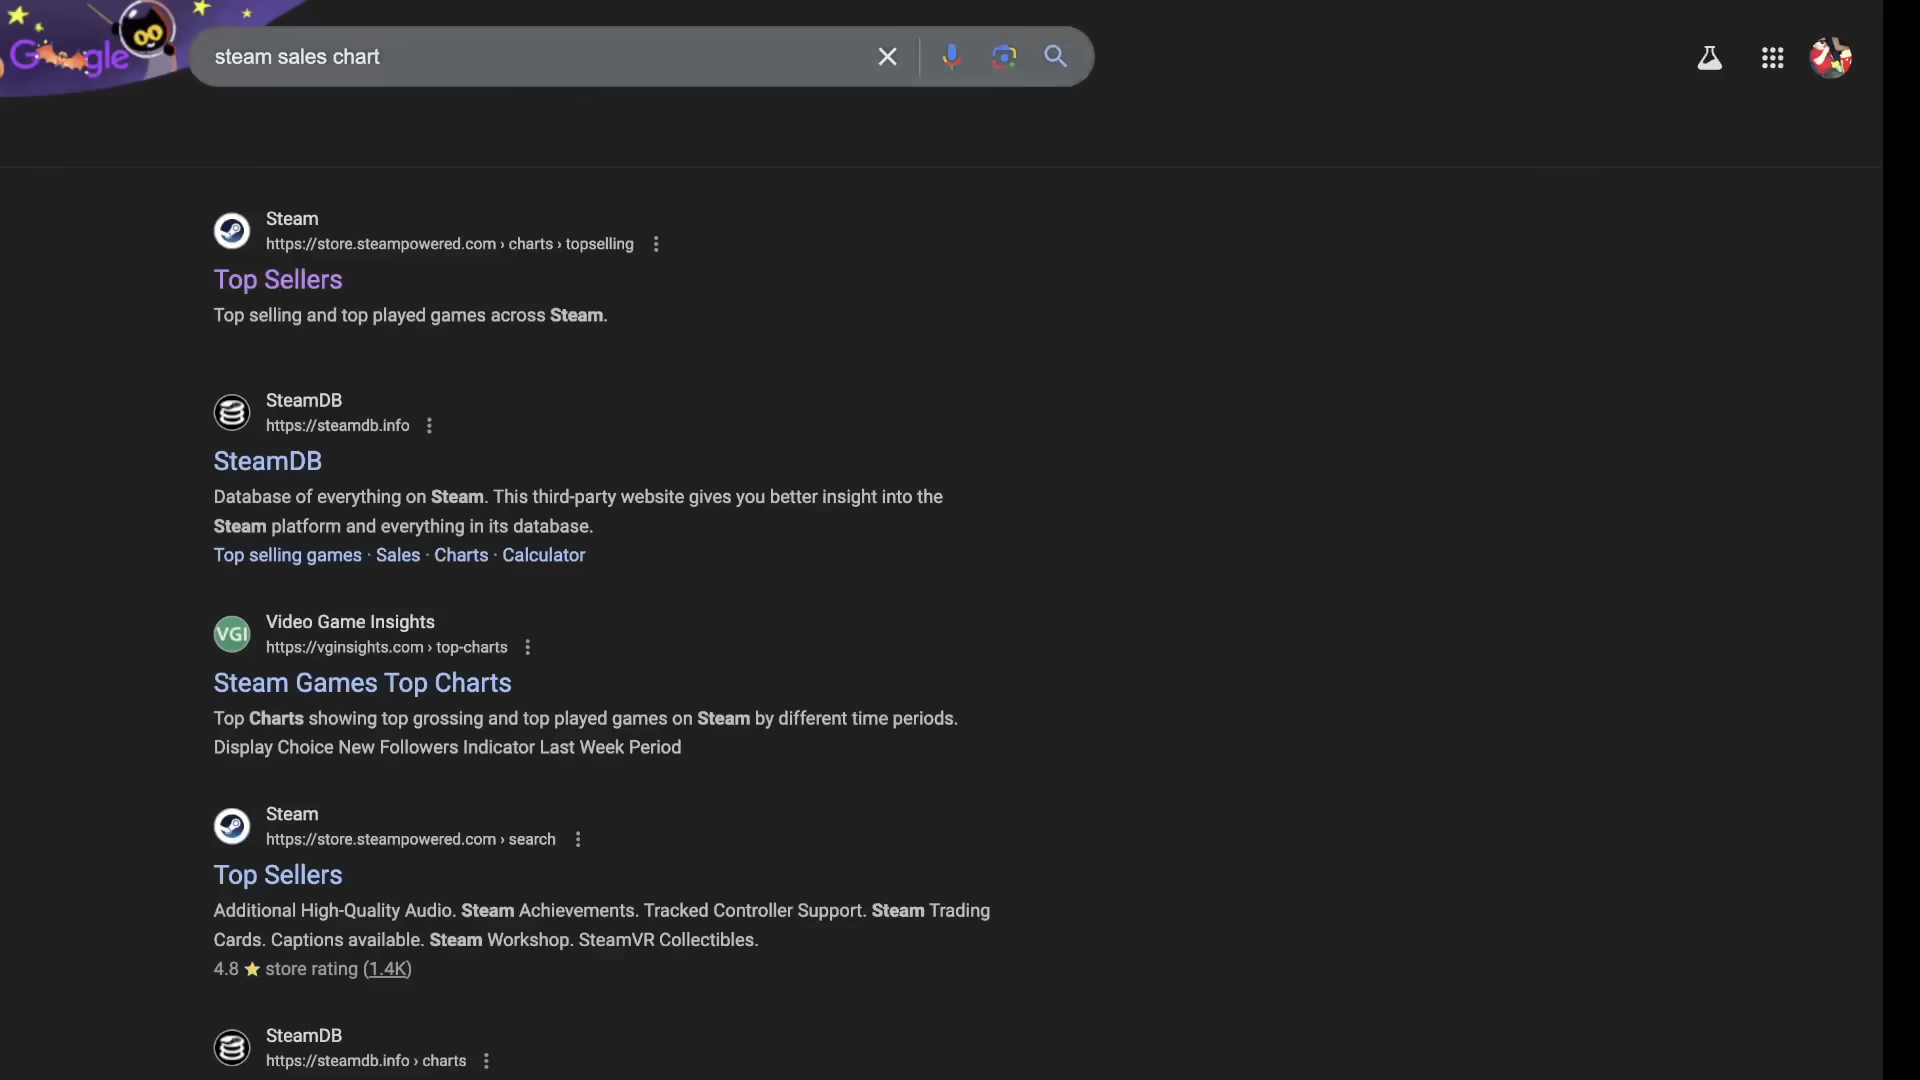 Google
steam sales chart
Steam
https://store.steampowered.com › charts › topselling
Top Sellers
Top selling and top played games across Steam.
SteamDB
https://steamdb.info
SteamDB
Database of everything on Steam. This third-party website gives you better insight into the
Steam platform and everything in its database.
Top selling games · Sales · Charts · Calculator
VGI
Video Game Insights
https://vginsights.com › top-charts
Steam Games Top Charts
Top Charts showing top grossing and top played games on Steam by different time periods.
Display Choice New Followers Indicator Last Week Period
Steam
https://store.steampowered.com › search
Top Sellers
Additional High-Quality Audio. Steam Achievements. Tracked Controller Support. Steam Trading
Cards. Captions available. Steam Workshop. SteamVR Collectibles.
4.8 ★ store rating (1.4K)
SteamDB
https://steamdb.info › charts